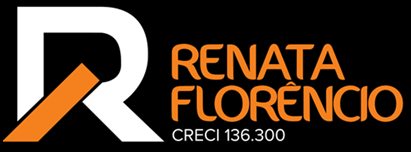 RENATA
FLORÊNCIO
CRECI 136.300